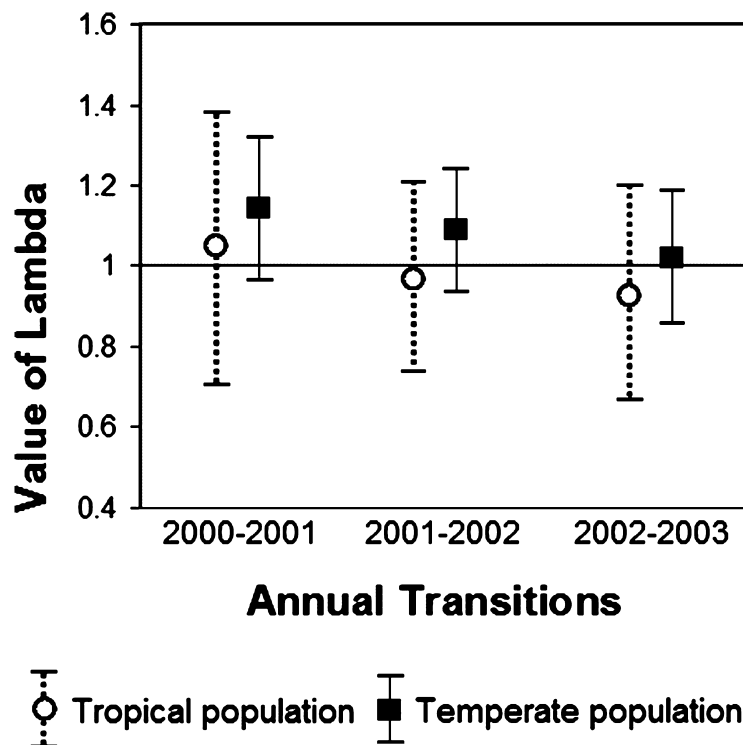 1.6
1.4
1.2
1
0.8
0.6
0.4
Value of Lambda
2000-2001 2001-2002 2002-2003
Annual Transitions
Tropical population Temperate population